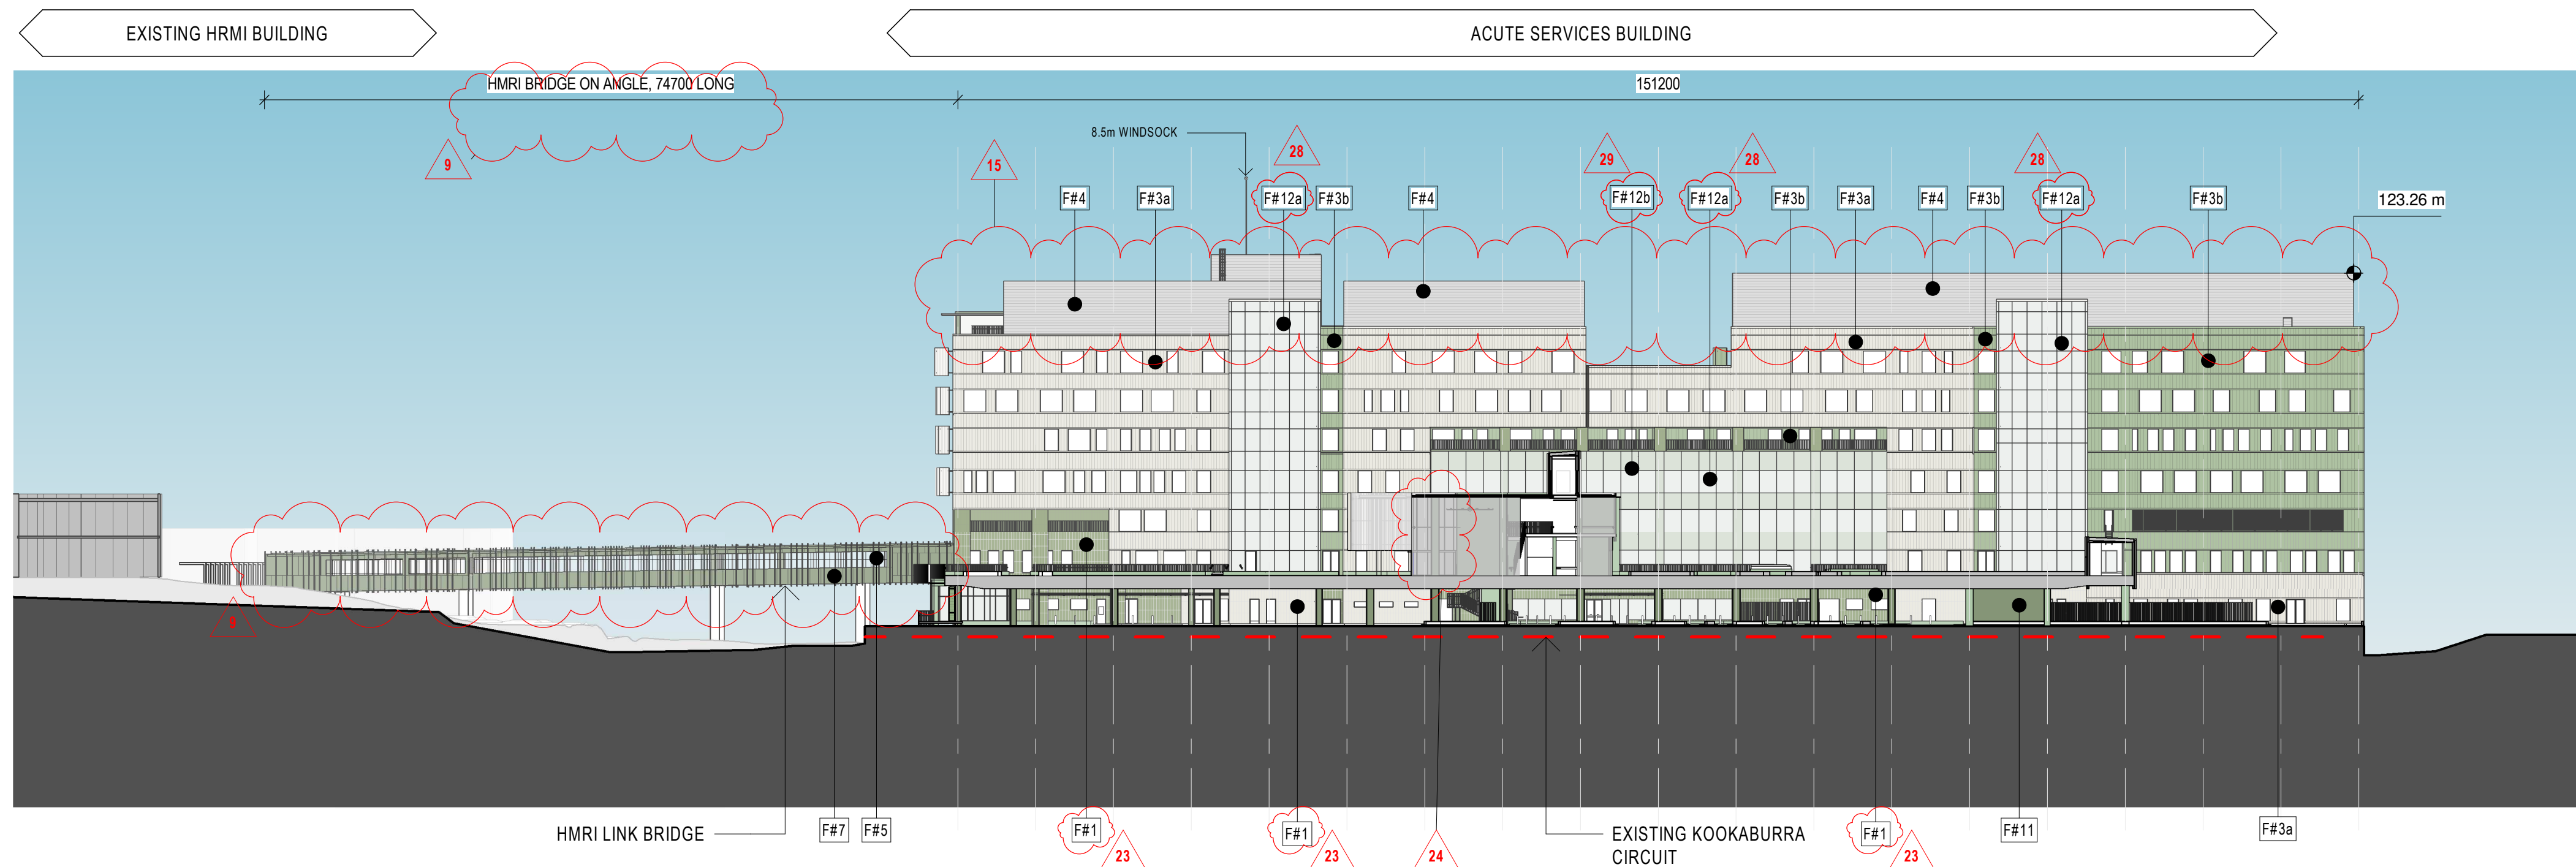 EXISTING HRMI BUILDING
ACUTE SERVICES BUILDING
HMRI BRIDGE ON ANGLE, 74700 LONG
151200
8.5m WINDSOCK
9
15
28
29
28
28
F#4
F#3a
F#12a
F#3b
F#4
F#12b
F#12a
F#3b
F#3a
F#4
F#3b
F#12a
F#3b
123.26 m
9
HMRI LINK BRIDGE
F#7
F#5
F#1
23
F#1
23
24
EXISTING KOOKABURRA
CIRCUIT
F#1
23
F#11
F#3a